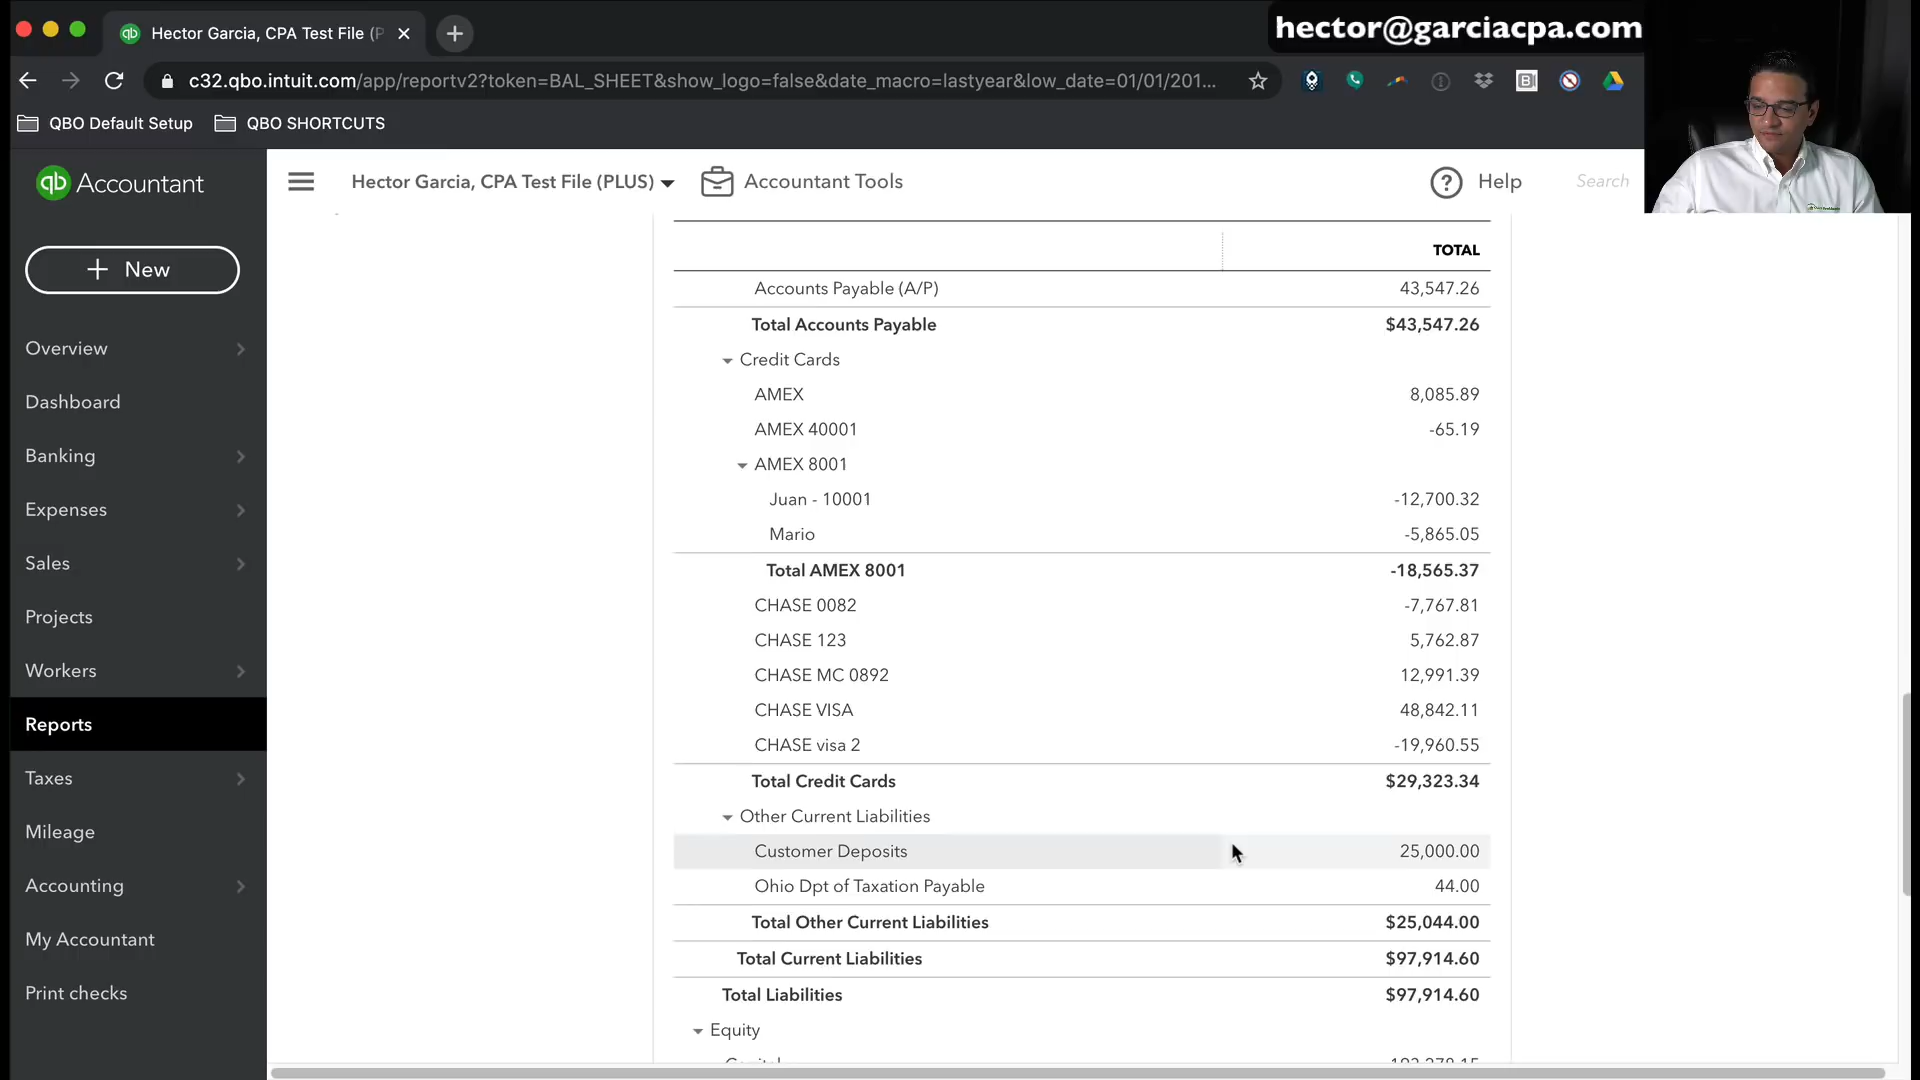 Hector Garcia, CPA Test File (P
hector@garciacpa.com
c32.qbo.intuit.com/app/reportv2?token=BAL_SHEET&show_logo=false&date_macro=lastyear&low_date=01/01/201...
QBO Default Setup QBO SHORTCUTS
qb Accountant
Hector Garcia, CPA Test File (PLUS) Accountant Tools Help Search
+ New
Overview
Dashboard
Banking
Expenses
Sales
Projects
Workers
Reports
Taxes
Mileage
Accounting
My Accountant
Print checks
TOTAL
Accounts Payable (A/P) 43,547.26
Total Accounts Payable $43,547.26
Credit Cards
AMEX 8,085.89
AMEX 40001 -65.19
AMEX 8001
Juan - 10001 -12,700.32
Mario -5,865.05
Total AMEX 8001 -18,565.37
CHASE 0082 -7,767.81
CHASE 123 5,762.87
CHASE MC 0892 12,991.39
CHASE VISA 48,842.11
CHASE visa 2 -19,960.55
Total Credit Cards $29,323.34
Other Current Liabilities
Customer Deposits 25,000.00
Ohio Dpt of Taxation Payable 44.00
Total Other Current Liabilities $25,044.00
Total Current Liabilities $97,914.60
Total Liabilities $97,914.60
Equity